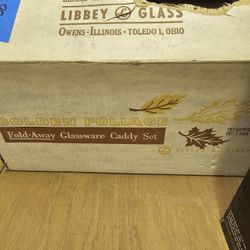 LIBBEY GLASS
OWENS-ILLINOIS · TOLEDO 1, OHIO
GOLDEN FOLIAGE
Fold-Away Glassware Caddy Set